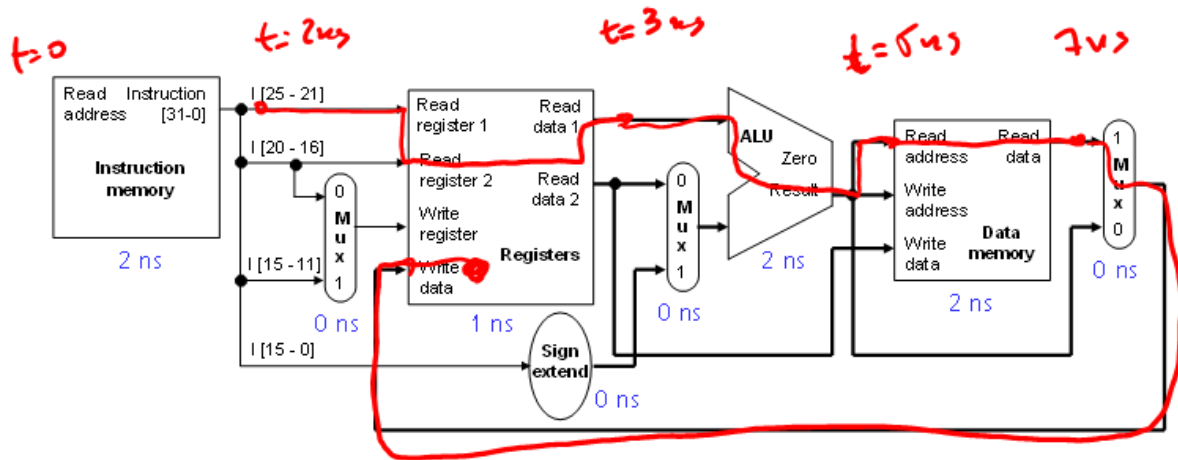 t=0
t=2ns
t=3ns
t=5ns
7ns
Read address
Instruction [31-0]
Instruction memory
2 ns
I [25 - 21]
I [20 - 16]
I [15 - 11]
I [15 - 0]
0
M
u
x
1
0 ns
Read register 1
Read register 2
Write register
Write data
Read data 1
Read data 2
Registers
1 ns
Sign extend
0 ns
0
M
u
x
1
0 ns
ALU
Zero
Result
2 ns
Read address
Write address
Write data
Read data
Data memory
2 ns
1
M
u
x
0
0 ns